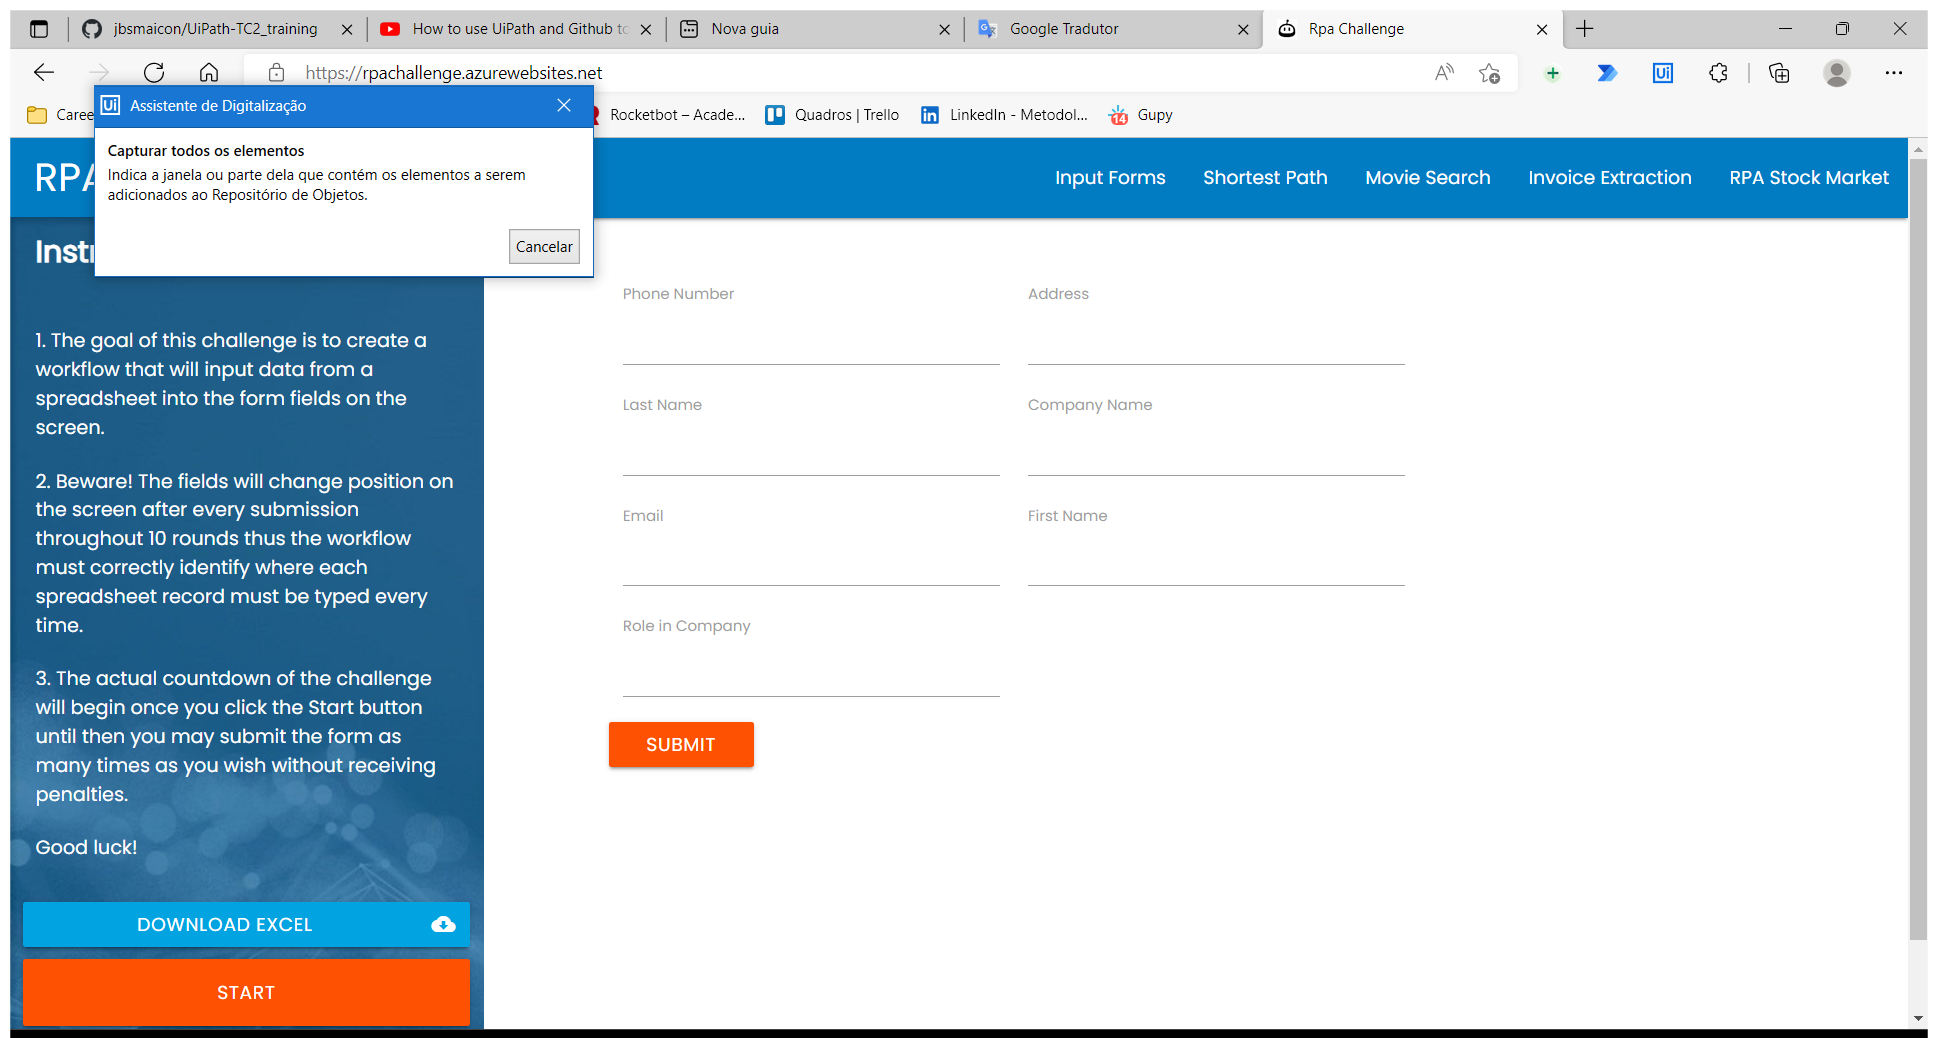 jbsmaicon/UiPath-TC2_training
How to use UiPath and Github to
Nova guia
Google Tradutor
Rpa Challenge
https://rpachallenge.azurewebsites.net
Ui
Caree
Rocketbot – Acade...
Quadros | Trello
in LinkedIn - Metodol...
14 Gupy
Ui Assistente de Digitalização
Capturar todos os elementos
Indica a janela ou parte dela que contém os elementos a serem
adicionados ao Repositório de Objetos.
Cancelar
RPA
Input Forms
Shortest Path
Movie Search
Invoice Extraction
RPA Stock Market
Instr
1. The goal of this challenge is to create a
workflow that will input data from a
spreadsheet into the form fields on the
screen.
2. Beware! The fields will change position on
the screen after every submission
throughout 10 rounds thus the workflow
must correctly identify where each
spreadsheet record must be typed every
time.
3. The actual countdown of the challenge
will begin once you click the Start button
until then you may submit the form as
many times as you wish without receiving
penalties.
Good luck!
DOWNLOAD EXCEL
START
Phone Number
Address
Last Name
Company Name
Email
First Name
Role in Company
SUBMIT